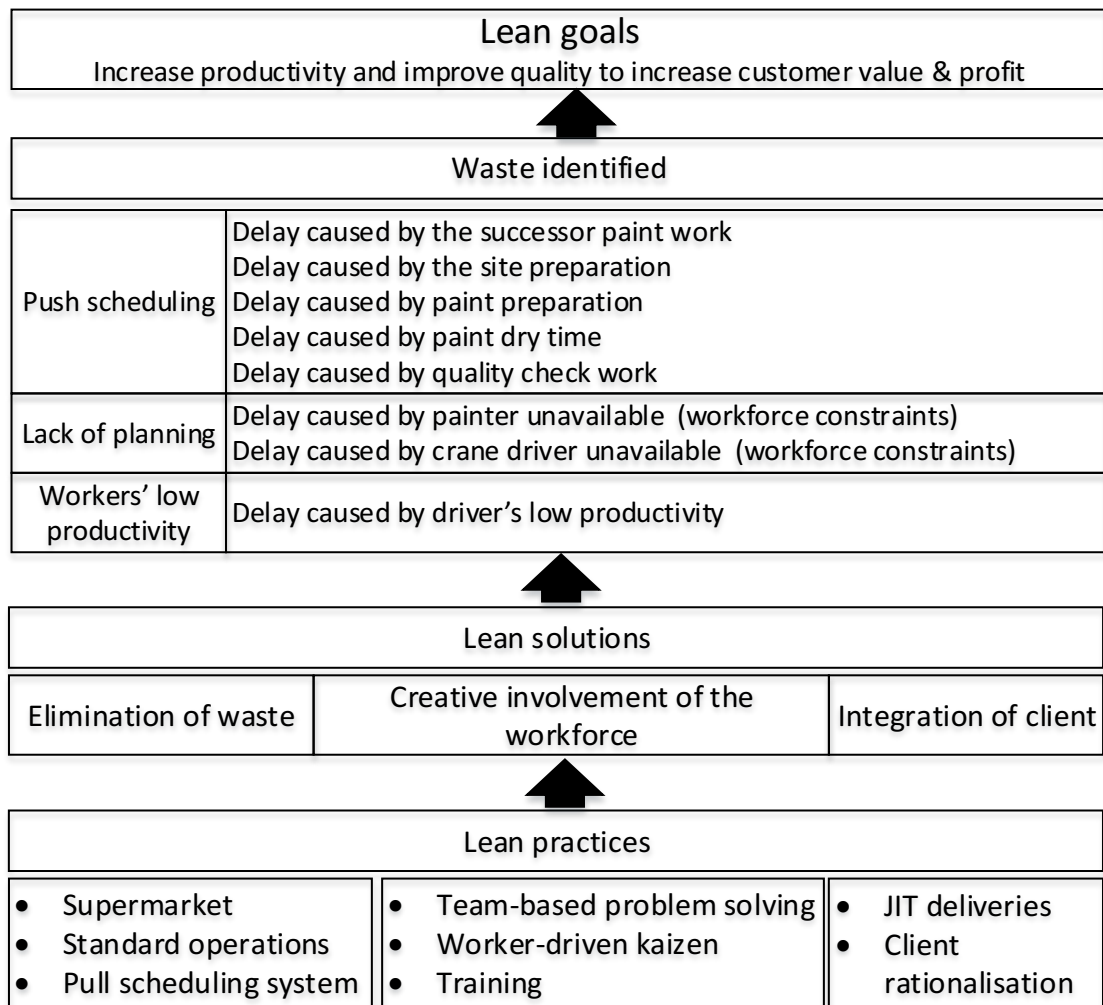 Lean goals
Increase productivity and improve quality to increase customer value & profit
Waste identified
Push scheduling
Delay caused by the successor paint work
Delay caused by the site preparation
Delay caused by paint preparation
Delay caused by paint dry time
Delay caused by quality check work
Lack of planning
Delay caused by painter unavailable (workforce constraints)
Delay caused by crane driver unavailable (workforce constraints)
Workers’ low
productivity
Delay caused by driver’s low productivity
Lean solutions
Elimination of waste
Creative involvement of the
workforce
Integration of client
Lean practices
• Supermarket
• Standard operations
• Pull scheduling system
• Team-based problem solving
• Worker-driven kaizen
• Training
• JIT deliveries
• Client
rationalisation